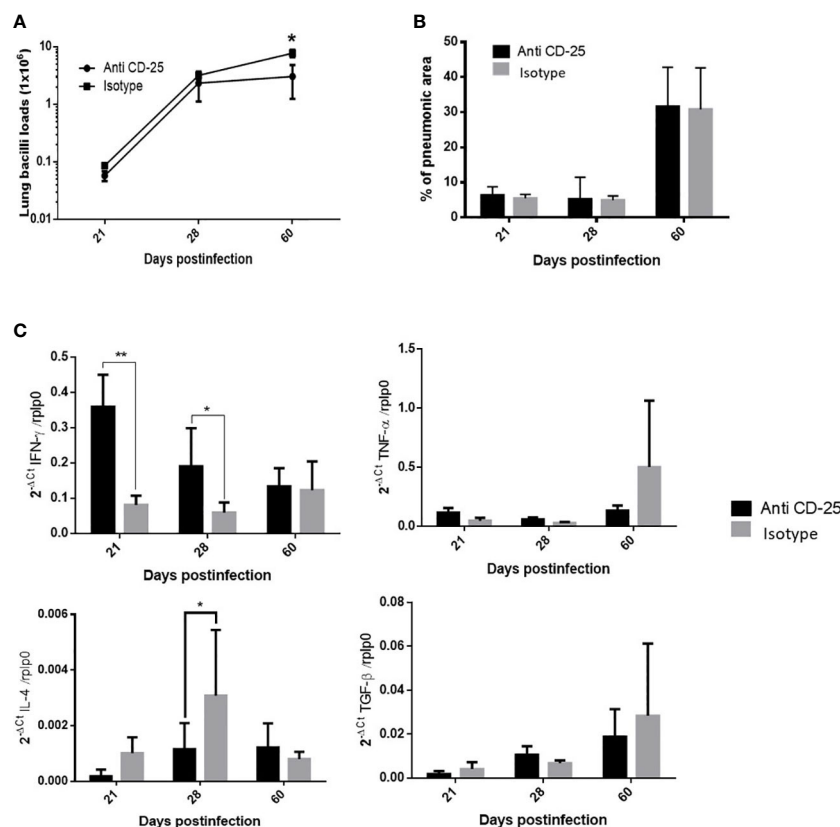 A
Lung bacilli loads (1x10⁶)
10
1
0.1
0.01
*
Anti CD-25
Isotype
21
28
60
Days postinfection
B
% of pneumonic area
50
40
30
20
10
0
Anti CD-25
Isotype
21
28
60
Days postinfection
C
2^-ΔCt IFN-γ /rplp0
0.5
0.4
0.3
0.2
0.1
0.0
**
*
21
28
60
Days postinfection
2^-ΔCt TNF-α /rplp0
1.5
1.0
0.5
0.0
21
28
60
Days postinfection
Anti CD-25
Isotype
2^-ΔCt IL-4 /rplp0
0.006
0.004
0.002
0.000
*
21
28
60
Days postinfection
2^-ΔCt TGF-β /rplp0
0.08
0.06
0.04
0.02
0.00
21
28
60
Days postinfection